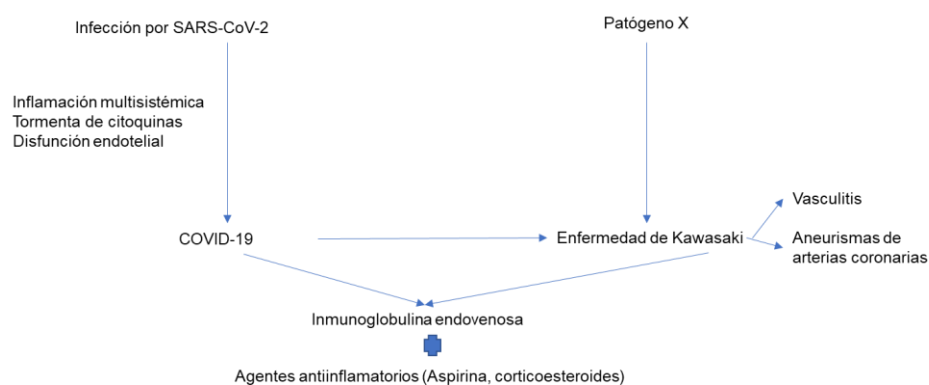 Infección por SARS-CoV-2
Patógeno X
Inflamación multisistémica
Tormenta de citoquinas
Disfunción endotelial
Vasculitis
COVID-19
Enfermedad de Kawasaki
Aneurismas de
arterias coronarias
Inmunoglobulina endovenosa
Agentes antiinflamatorios (Aspirina, corticoesteroides)